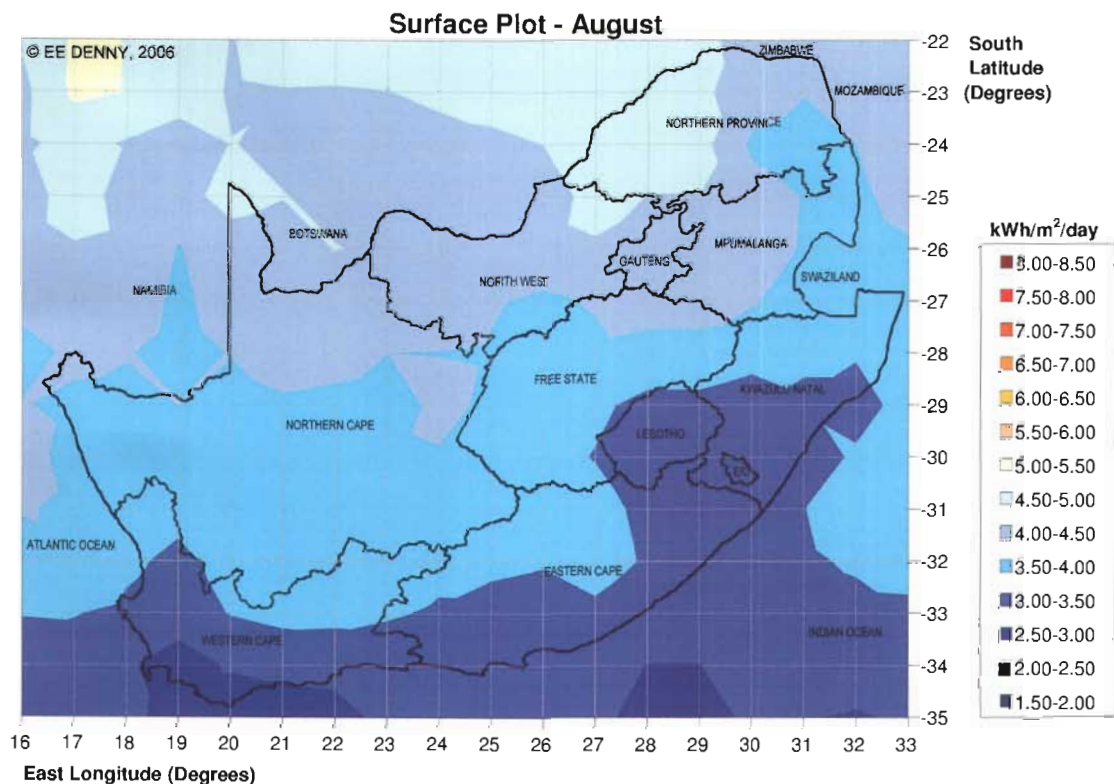 Surface Plot - August
© EE DENNY, 2006
ZIMBABWE
MOZAMBIQUE
NORTHERN PROVINCE
BOTSWANA
NAMIBIA
NORTH WEST
GAUTENG
MPUMALANGA
SWAZILAND
FREE STATE
KWAZULU NATAL
LESOTHO
NORTHERN CAPE
EC
ATLANTIC OCEAN
EASTERN CAPE
WESTERN CAPE
INDIAN OCEAN
-22
-23
-24
-25
-26
-27
-28
-29
-30
-31
-32
-33
-34
-35
South
Latitude
(Degrees)
kWh/m²/day
8.00-8.50
7.50-8.00
7.00-7.50
6.50-7.00
6.00-6.50
5.50-6.00
5.00-5.50
4.50-5.00
4.00-4.50
3.50-4.00
3.00-3.50
2.50-3.00
2.00-2.50
1.50-2.00
16 17 18 19 20 21 22 23 24 25 26 27 28 29 30 31 32 33
East Longitude (Degrees)